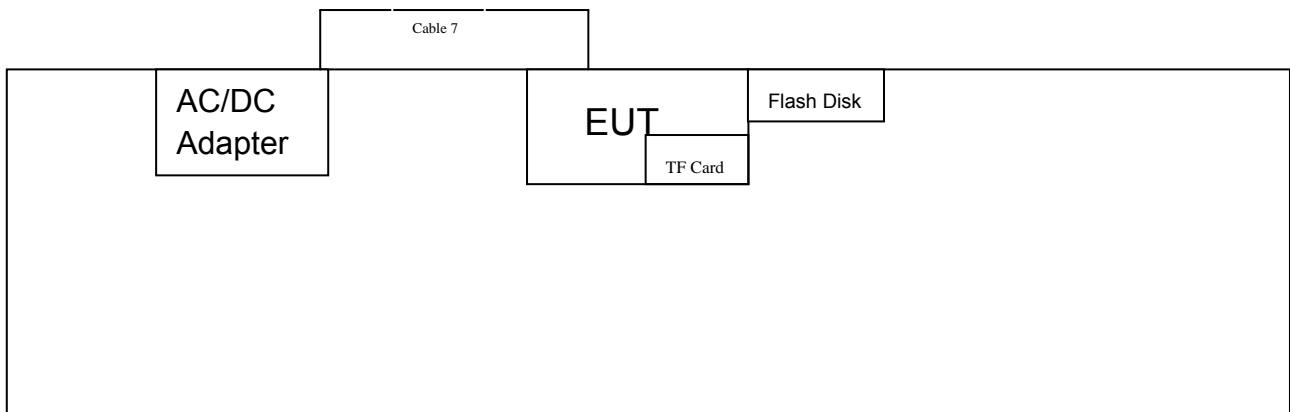 Cable 7
AC/DC
Adapter
EUT
Flash Disk
TF Card